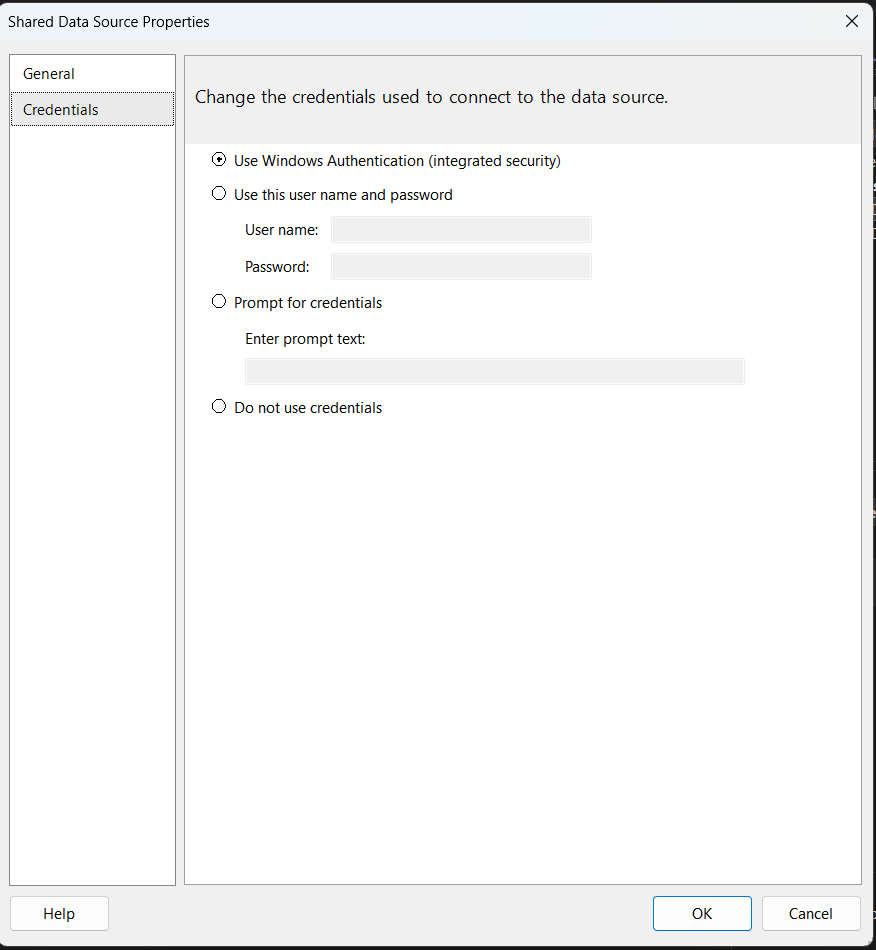 Shared Data Source Properties
General
Credentials
Change the credentials used to connect to the data source.
Use Windows Authentication (integrated security)
Use this user name and password
User name:
Password:
Prompt for credentials
Enter prompt text:
Do not use credentials
Help
OK
Cancel